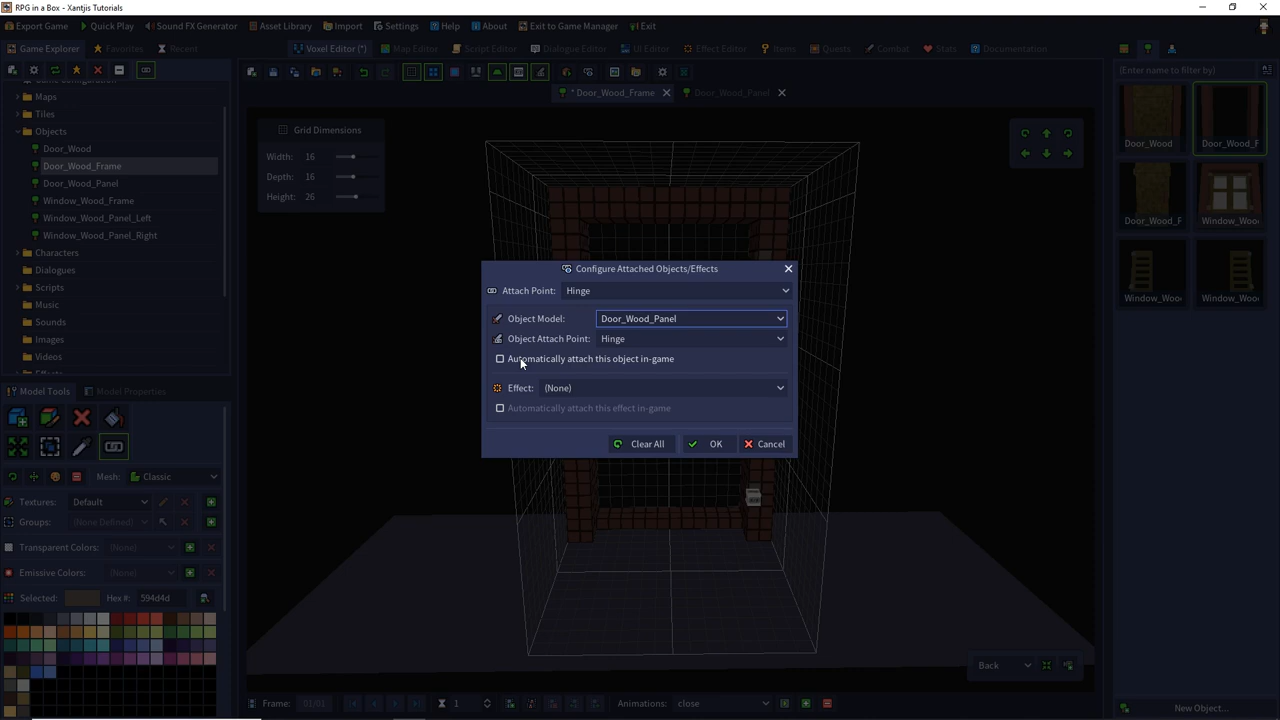 RPG in a Box - Xantjis Tutorials
Export Game Quick Play Sound FX Generator Asset Library Import Settings Help About Exit to Game Manager Exit
Game Explorer Favorites Recent
Voxel Editor (*) Map Editor Script Editor Dialogue Editor UI Editor Effect Editor Items Quests Combat Stats Documentation
(Enter name to filter by)
* Door_Wood_Frame Door_Wood_Panel
Maps
Tiles
Objects
Door_Wood
Door_Wood_Frame
Door_Wood_Panel
Window_Wood_Frame
Window_Wood_Panel_Left
Window_Wood_Panel_Right
Characters
Dialogues
Scripts
Music
Sounds
Images
Videos
Grid Dimensions
Width: 16
Depth: 16
Height: 26
Configure Attached Objects/Effects
Attach Point: Hinge
Object Model: Door_Wood_Panel
Object Attach Point: Hinge
Automatically attach this object in-game
Effect: (None)
Automatically attach this effect in-game
Clear All OK Cancel
Door_Wood Door_Wood_F
Door_Wood_F Window_Woo
Window_Woo Window_Woo
Model Tools Model Properties
Mesh: Classic
Textures: Default
Groups: (None Defined)
Transparent Colors: (None)
Emissive Colors: (None)
Selected: Hex #: 594d4d
Back
Frame: 01/01 1 Animations: close
New Object...